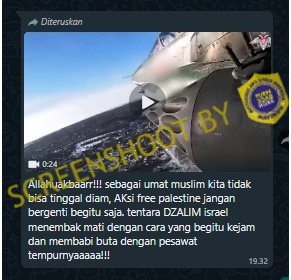 Diteruskan
0:24
SCREENSHOOT BY
Allahuakbaarr!!! sebagai umat muslim kita tidak
bisa tinggal diam, AKsi free palestine jangan
bergenti begitu saja. tentara DZALIM israel
menembak mati dengan cara yang begitu kejam
dan membabi buta dengan pesawat
tempurnyaaaaa!!!
19.32